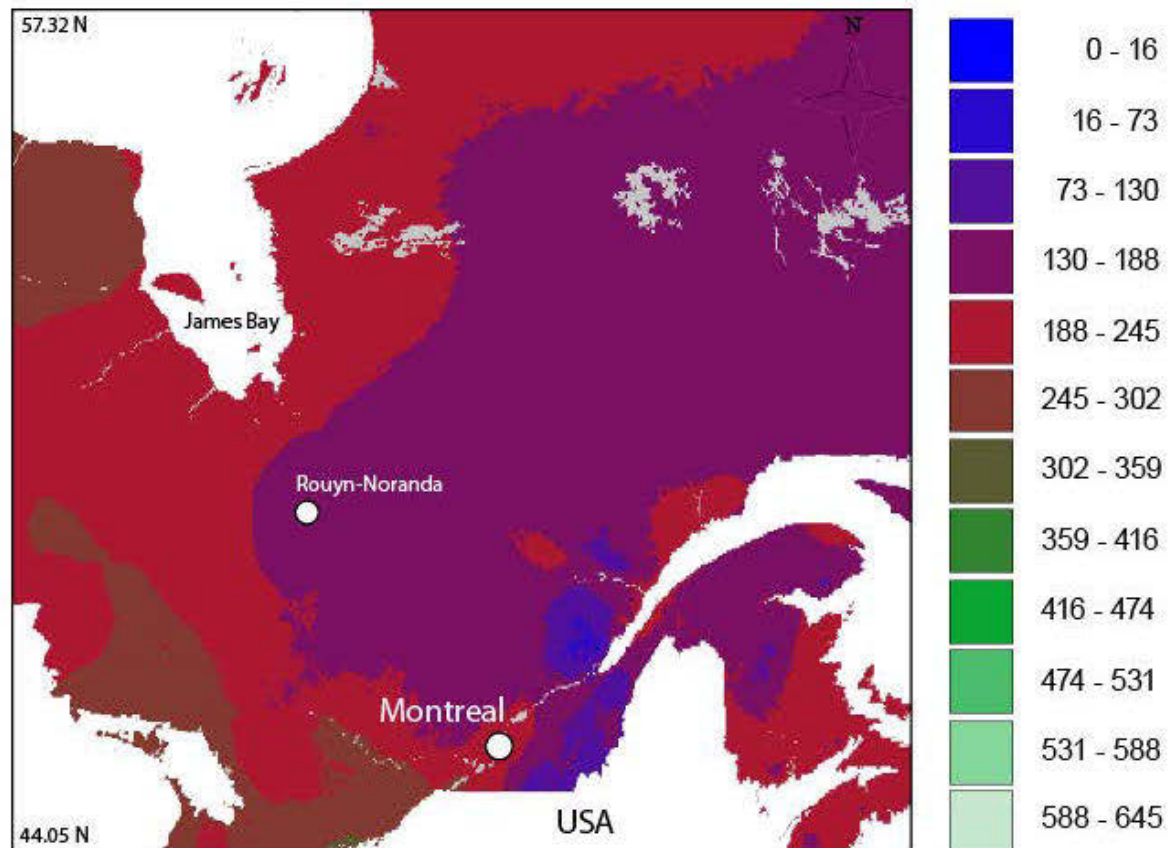 57.32 N
N
James Bay
Rouyn-Noranda
Montreal
USA
44.05 N
0 - 16
16 - 73
73 - 130
130 - 188
188 - 245
245 - 302
302 - 359
359 - 416
416 - 474
474 - 531
531 - 588
588 - 645